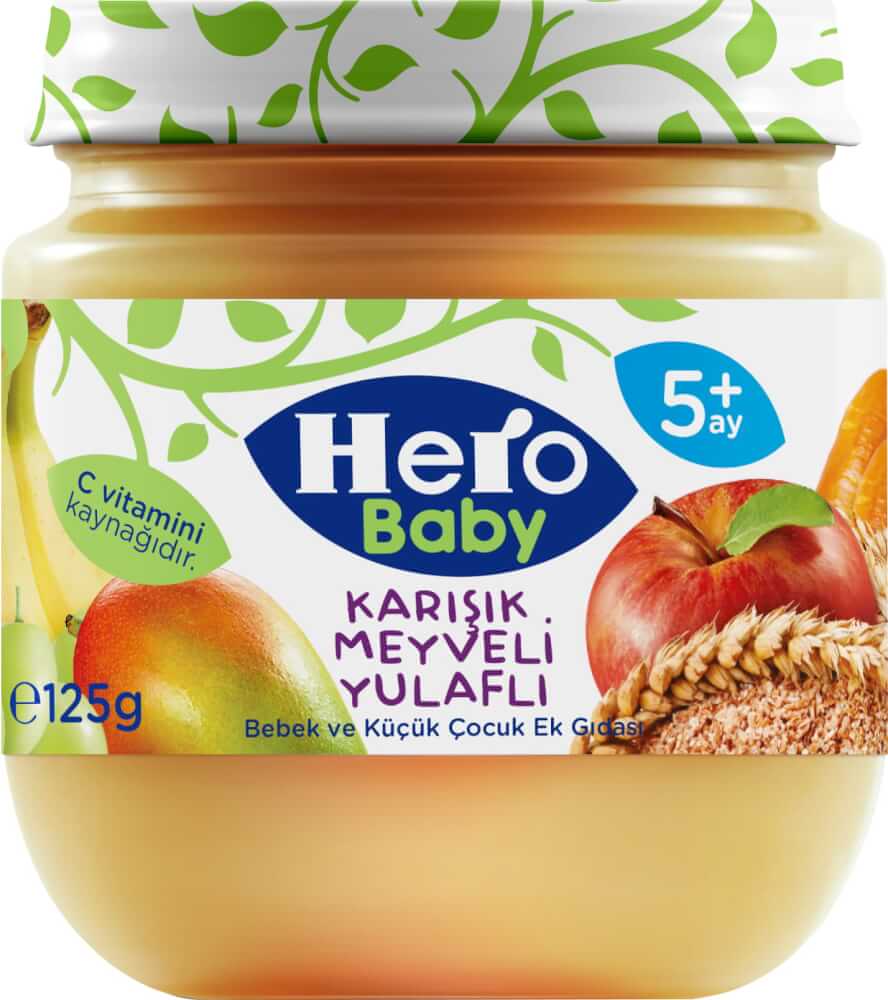 Hero
Baby
5+
ay
C vitamini
kaynağıdır.
KARIŞIK
MEYVELİ
YULAFLI
℮125g
Bebek ve Küçük Çocuk Ek Gıdası